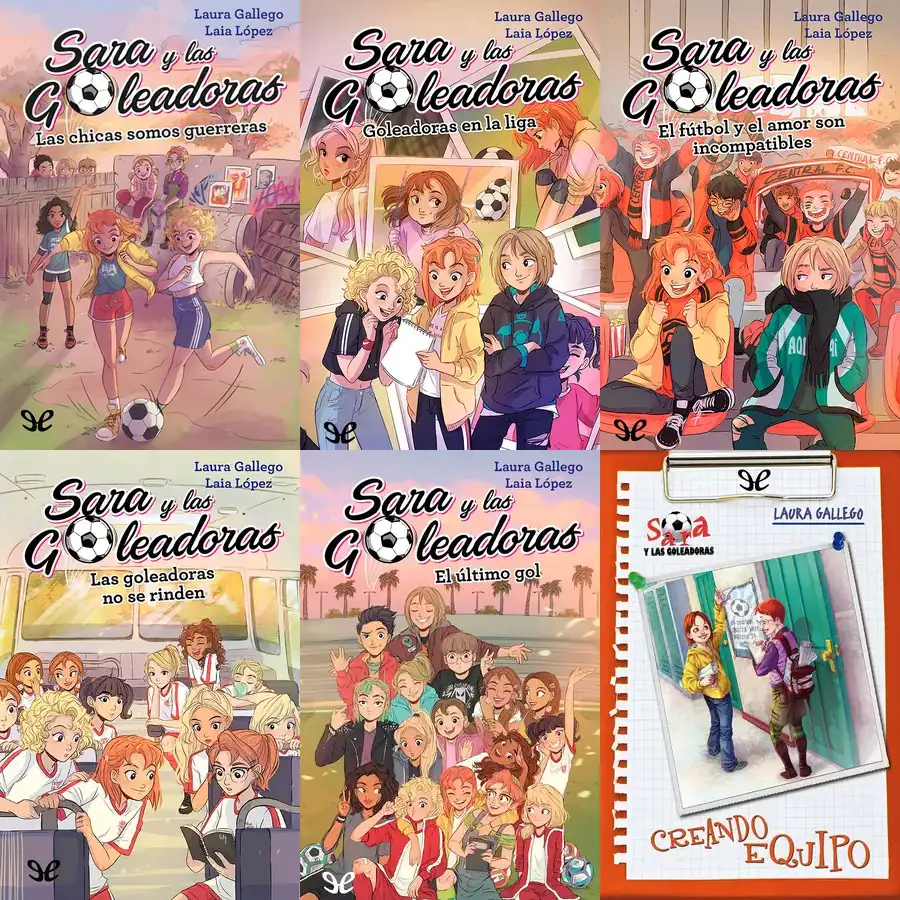 Laura Gallego
Laia López
Sara y las
Goleadoras
Las chicas somos guerreras
Laura Gallego
Laia López
Sara y las
Goleadoras
Goleadoras en la liga
Laura Gallego
Laia López
Sara y las
Goleadoras
El fútbol y el amor son
incompatibles
CENTRAL F.C.
CENTRAL F.C.
Laura Gallego
Laia López
Sara y las
Goleadoras
Las goleadoras
no se rinden
Laura Gallego
Laia López
Sara y las
Goleadoras
El último gol
LAURA GALLEGO
Sara
Y LAS GOLEADORAS
CREANDO
EQUIPO